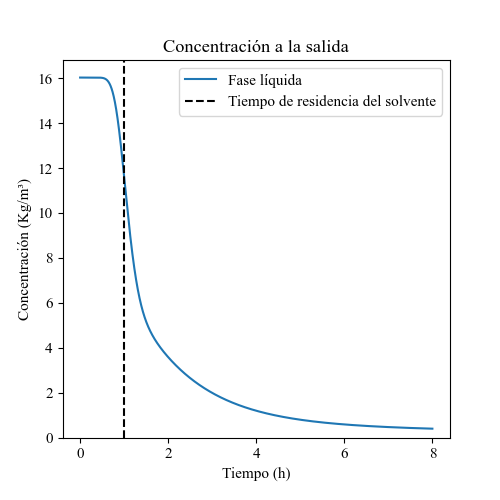 Concentración a la salida
Fase líquida
Tiempo de residencia del solvente
Concentración (Kg/m³)
16
14
12
10
8
6
4
2
0
0 2 4 6 8
Tiempo (h)